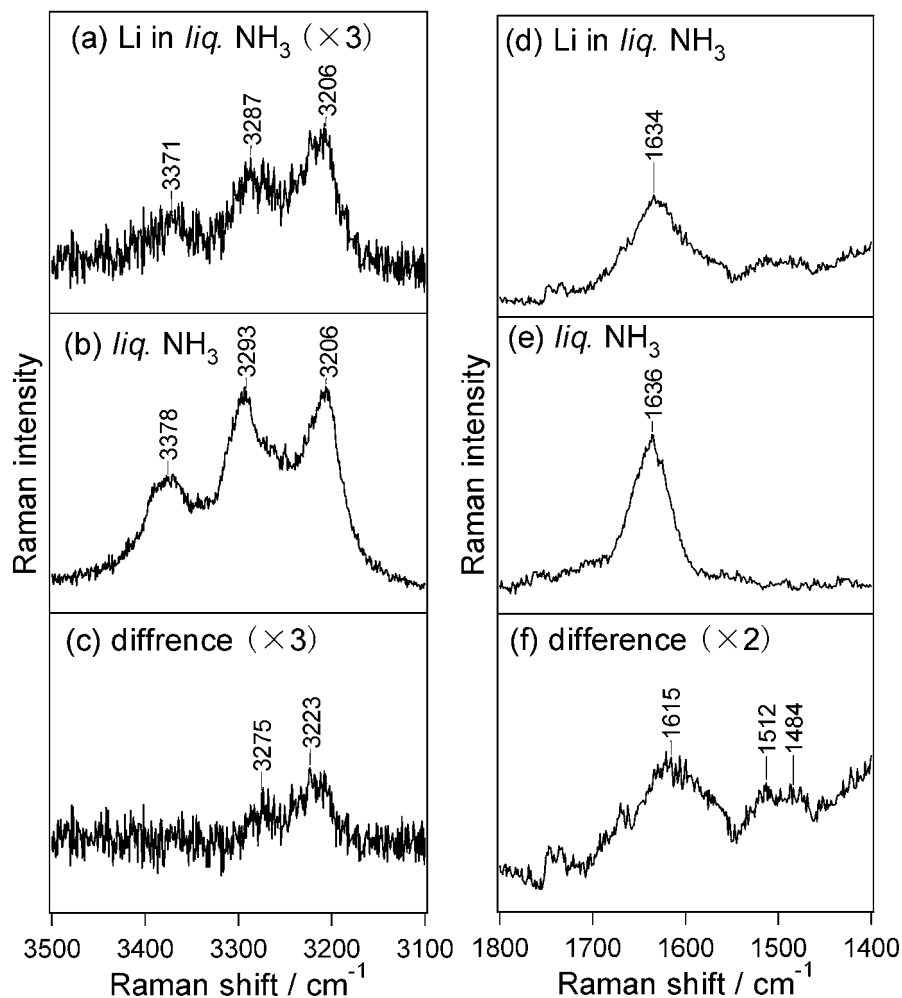 (a) Li in liq. NH3 (×3)
3371
3287
3206
(b) liq. NH3
3378
3293
3206
(c) diffrence (×3)
3275
3223
3500 3400 3300 3200 3100
Raman shift / cm-1
Raman intensity
(d) Li in liq. NH3
1634
(e) liq. NH3
1636
(f) difference (×2)
1615
1512
1484
1800 1700 1600 1500 1400
Raman shift / cm-1
Raman intensity